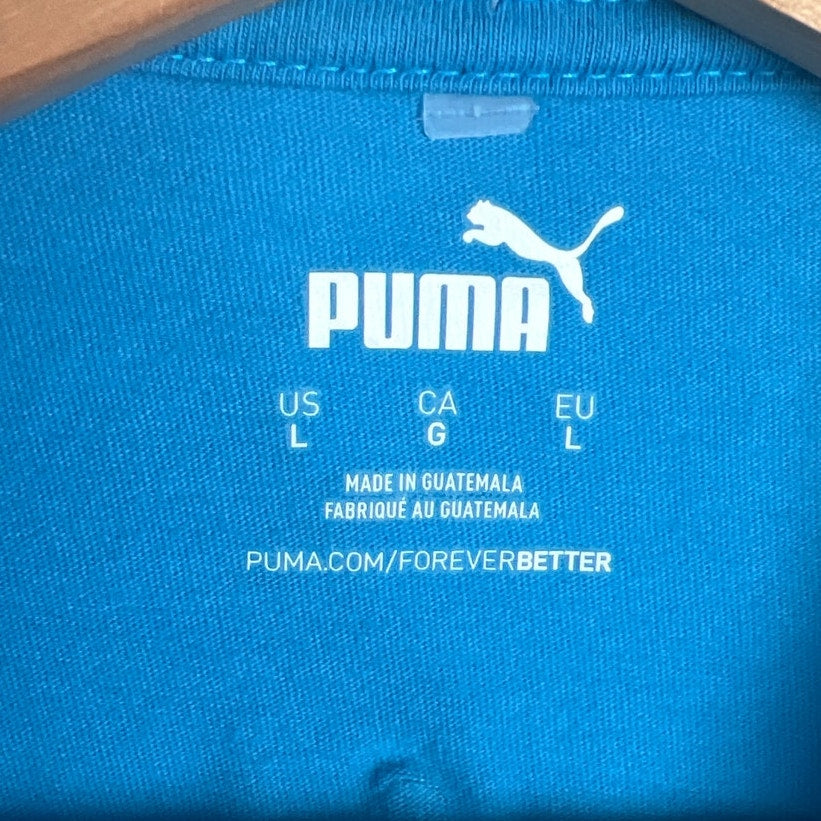 PUMA
US CA EU
L G L
MADE IN GUATEMALA
FABRIQUÉ AU GUATEMALA
PUMA.COM/FOREVERBETTER